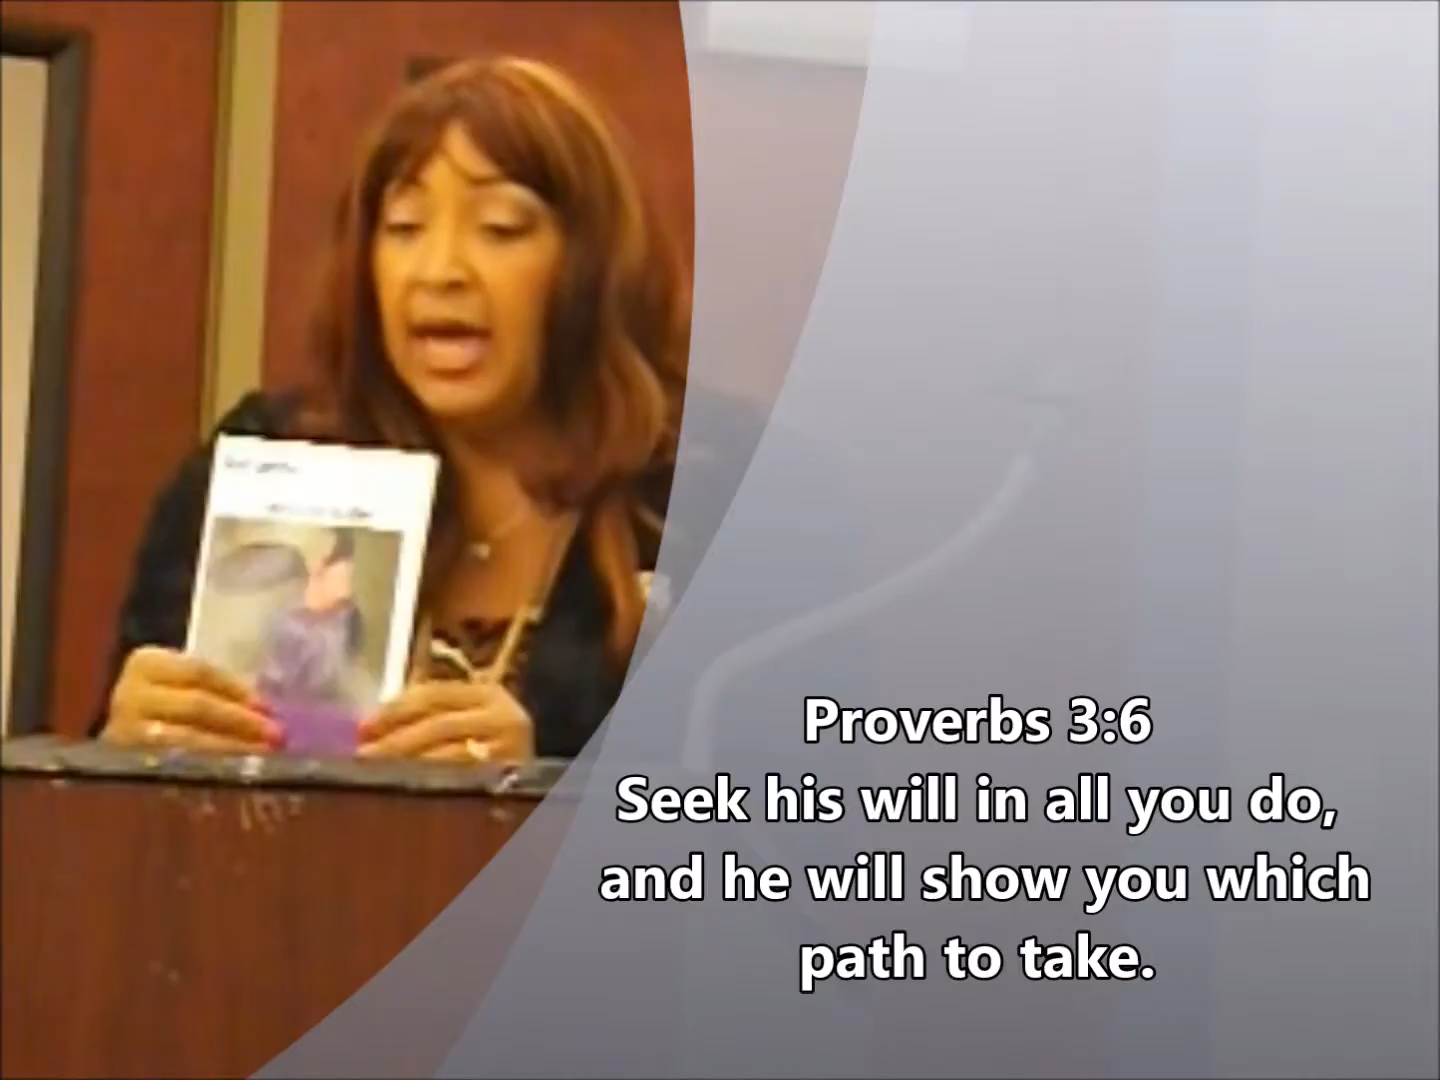 Proverbs 3:6
Seek his will in all you do,
and he will show you which
path to take.